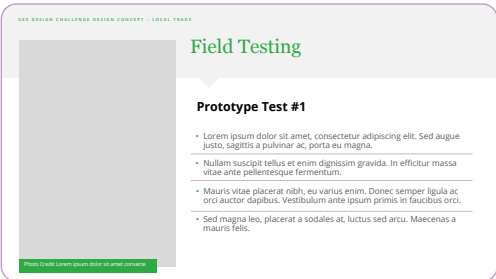 EXE DESIGN CHALLENGE DESIGN CONCEPT – LOCAL TRADE
Field Testing
Prototype Test #1
• Lorem ipsum dolor sit amet, consectetur adipiscing elit. Sed augue
justo, sagittis a pulvinar ac, porta eu magna.
• Nullam suscipit tellus et enim dignissim gravida. In efficitur massa
vitae ante pellentesque fermentum.
• Mauris vitae placerat nibh, eu varius enim. Donec semper ligula ac
orci auctor dapibus. Vestibulum ante ipsum primis in faucibus orci.
• Sed magna leo, placerat a sodales at, luctus sed arcu. Maecenas a
mauris felis.
Photo Credit Lorem ipsum dolor sit amet consecte